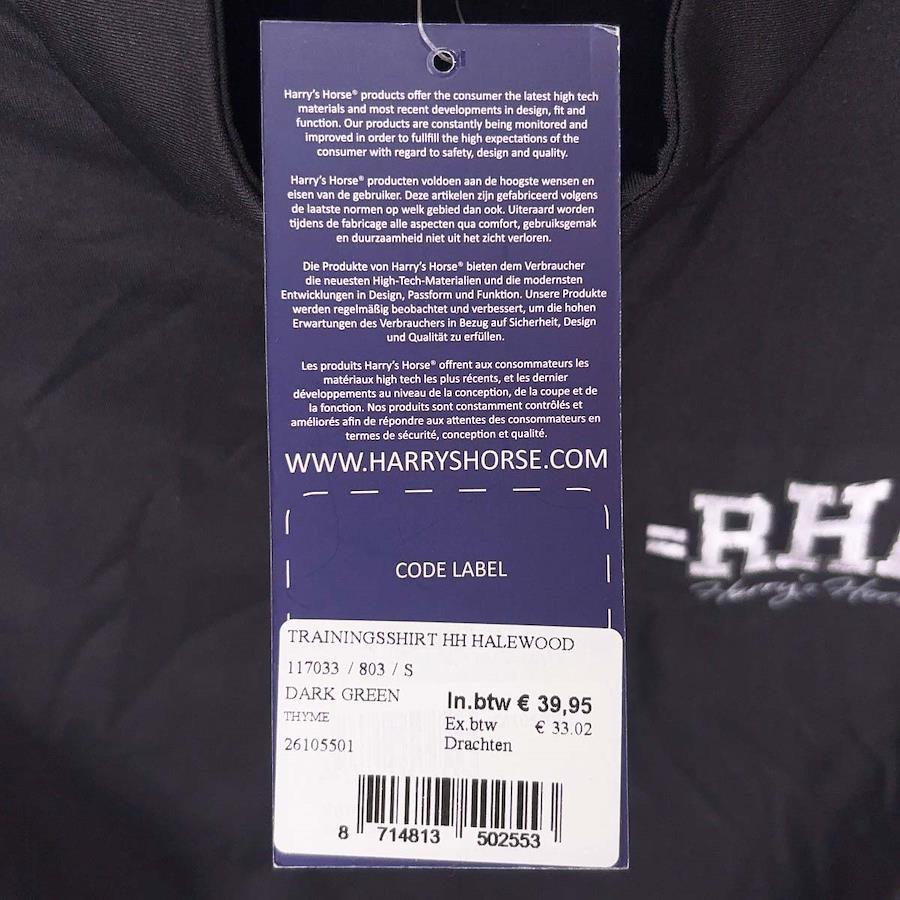 Harry's Horse® products offer the consumer the latest high tech
materials and most recent developments in design, fit and
function. Our products are constantly being monitored and
improved in order to fullfill the high expectations of the
consumer with regard to safety, design and quality.
Harry's Horse® producten voldoen aan de hoogste wensen en
eisen van de gebruiker. Deze artikelen zijn gefabriceerd volgens
de laatste normen op welk gebied dan ook. Uiteraard worden
tijdens de fabricage alle aspecten qua comfort, gebruiksgemak
en duurzaamheid niet uit het zicht verloren.
Die Produkte von Harry's Horse® bieten dem Verbraucher
die neuesten High-Tech-Materialien und die modernsten
Entwicklungen in Design, Passform und Funktion. Unsere Produkte
werden regelmäßig beobachtet und verbessert, um die hohen
Erwartungen des Verbrauchers in Bezug auf Sicherheit, Design
und Qualität zu erfüllen.
Les produits Harry's Horse® offrent aux consommateurs les
matériaux high tech les plus récents, et les dernier
développements au niveau de la conception, de la coupe et de
la fonction. Nos produits sont constamment contrôlés et
améliorés afin de répondre aux attentes des consommateurs en
termes de sécurité, conception et qualité.
WWW.HARRYSHORSE.COM
CODE LABEL
TRAININGSSHIRT HH HALEWOOD
117033 / 803 / S
DARK GREEN
THYME
In.btw € 39,95
Ex.btw € 33.02
26105501
Drachten
8 714813 502553
=RH
Harry's